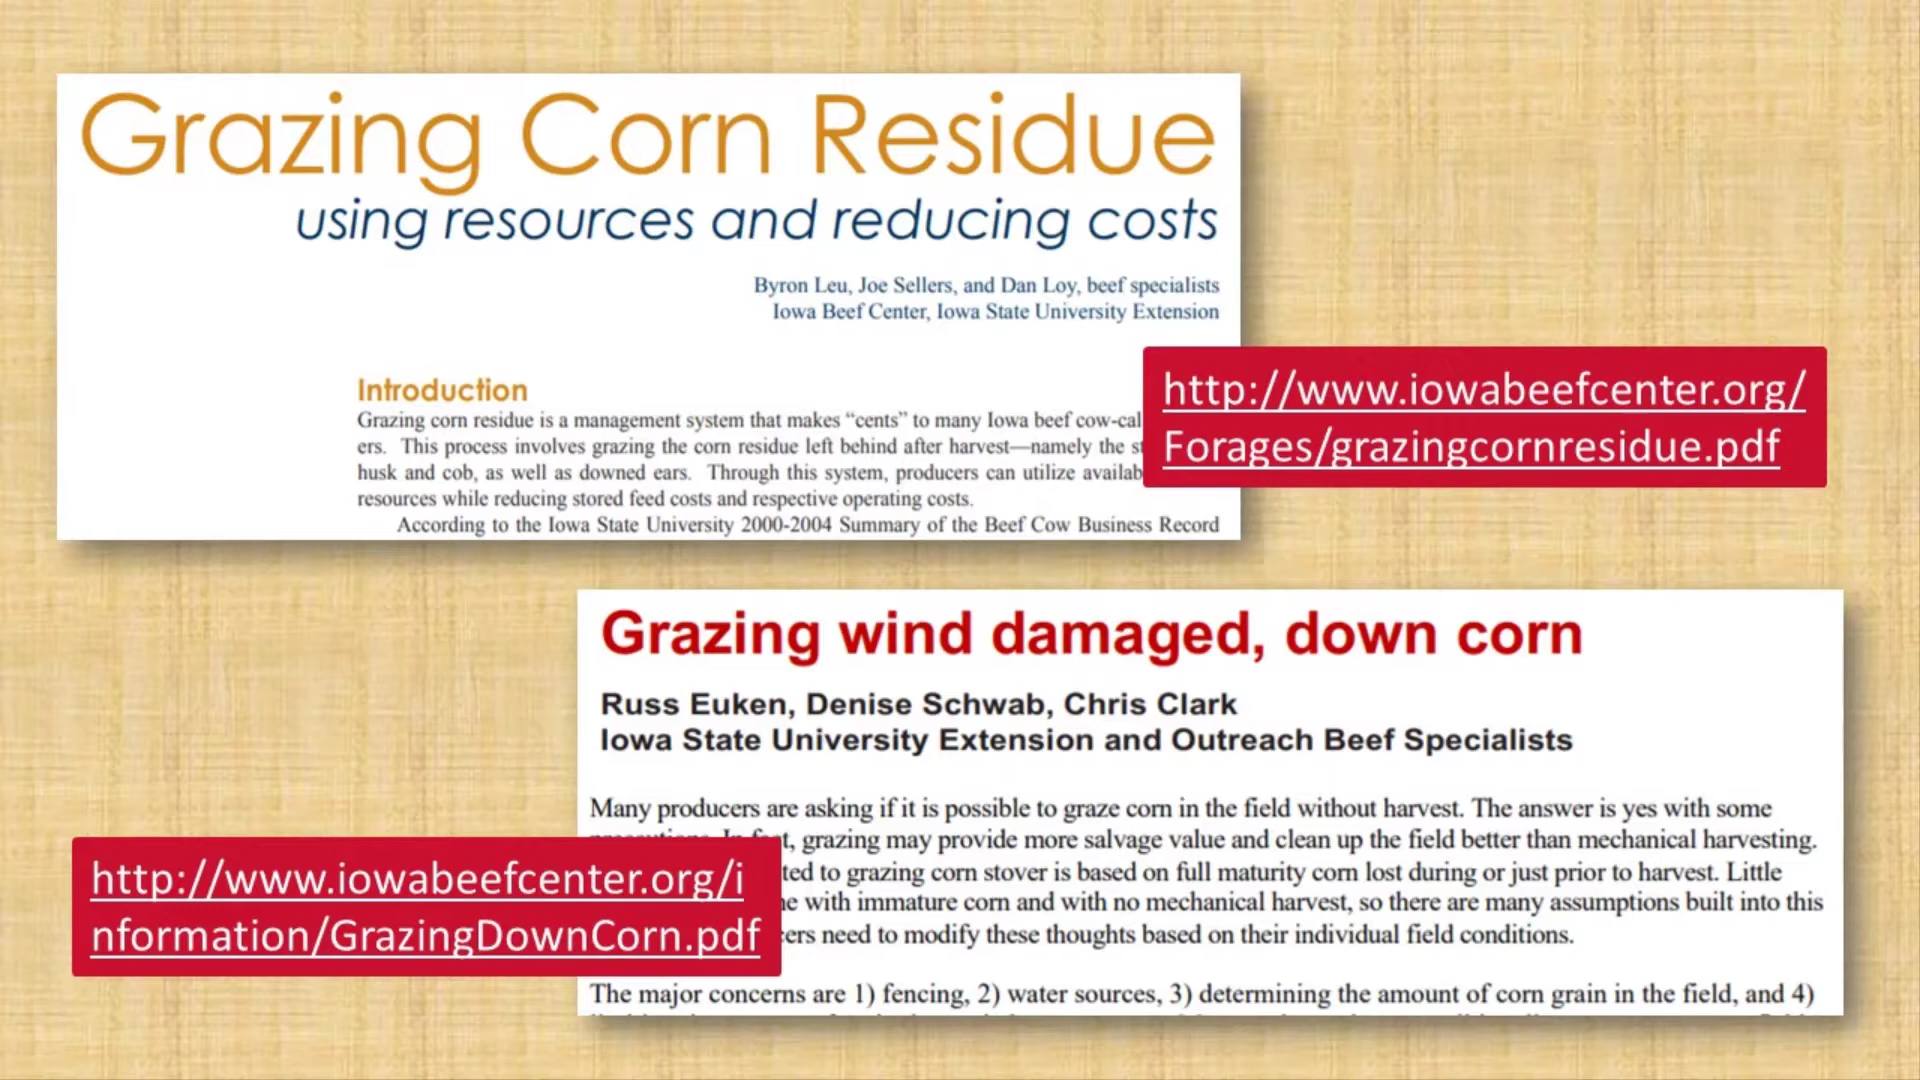 Grazing Corn Residue
using resources and reducing costs
Byron Leu, Joe Sellers, and Dan Loy, beef specialists
Iowa Beef Center, Iowa State University Extension
Introduction
Grazing corn residue is a management system that makes “cents” to many Iowa beef
ers. This process involves grazing the corn residue left behind after harvest—namely the
husk and cob, as well as downed ears. Through this system, producers can utilize
resources while reducing stored feed costs and respective operating costs.
According to the Iowa State University 2000-2004 Summary of the Beef Cow Business Record
http://www.iowabeefcenter.org/
Forages/grazingcornresidue.pdf
Grazing wind damaged, down corn
Russ Euken, Denise Schwab, Chris Clark
Iowa State University Extension and Outreach Beef Specialists
Many producers are asking if it is possible to graze corn in the field without harvest. The answer is yes with some
grazing may provide more salvage value and clean up the field better than mechanical harvesting.
ted to grazing corn stover is based on full maturity corn lost during or just prior to harvest. Little
with immature corn and with no mechanical harvest, so there are many assumptions built into this
ers need to modify these thoughts based on their individual field conditions.
The major concerns are 1) fencing, 2) water sources, 3) determining the amount of corn grain in the field, and 4)
http://www.iowabeefcenter.org/i
nformation/GrazingDownCorn.pdf